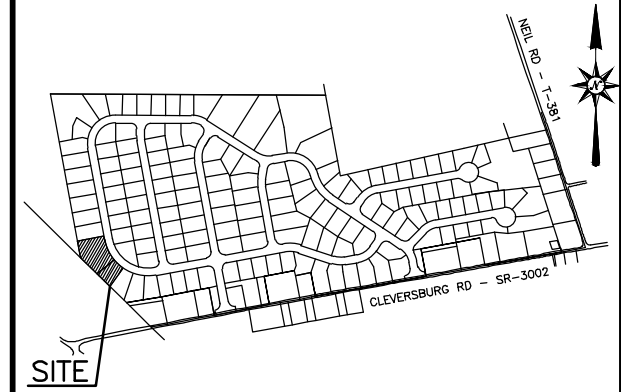 NEIL RD - T-381
N
CLEVERSBURG RD - SR-3002
SITE